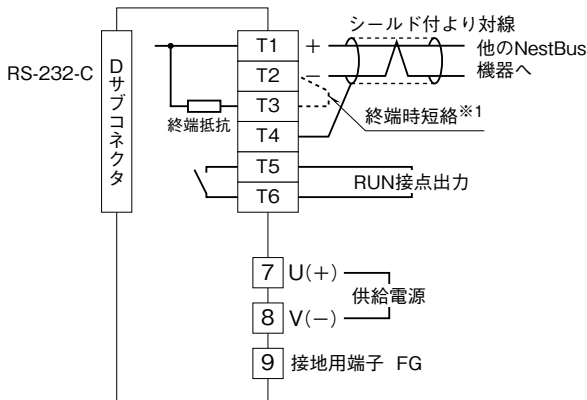 シールド付より対線
RS-232-C
Dサブコネクタ
終端抵抗
T1
T2
T3
T4
T5
T6
+
−
他のNestBus
機器へ
終端時短絡※1
RUN接点出力
7 U(+)
供給電源
8 V(−)
9 接地用端子 FG